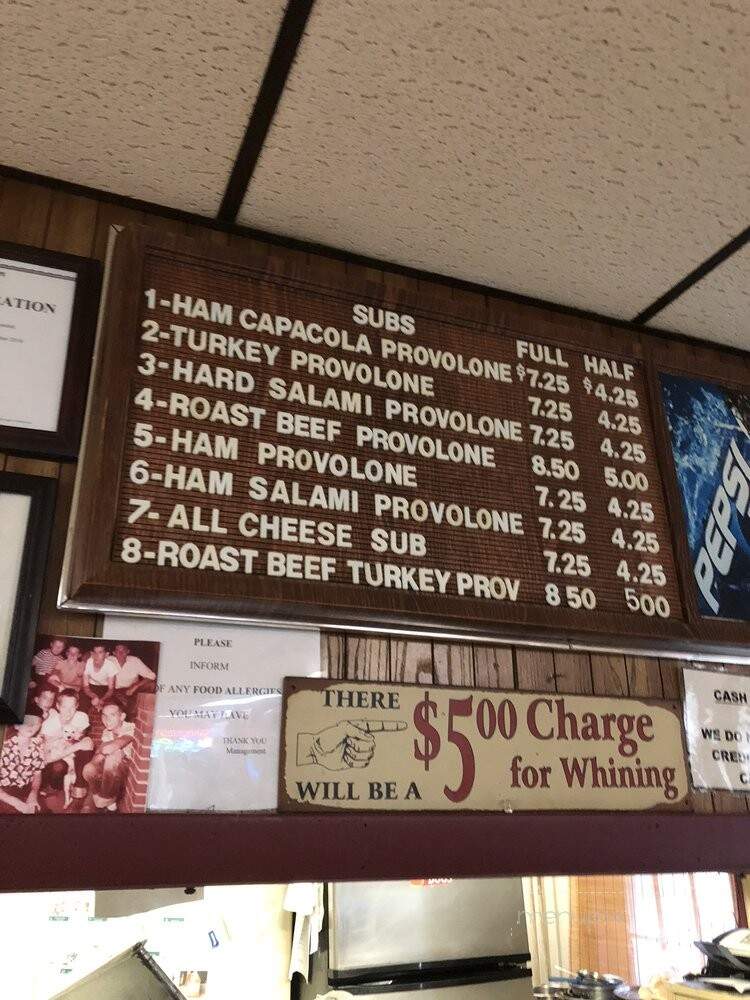 ATION
SUBS
FULL HALF
1-HAM CAPACOLA PROVOLONE $7.25 $4.25
2-TURKEY PROVOLONE 7.25 4.25
3-HARD SALAMI PROVOLONE 7.25 4.25
4-ROAST BEEF PROVOLONE 8.50 5.00
5-HAM PROVOLONE 7.25 4.25
6-HAM SALAMI PROVOLONE 7.25 4.25
7-ALL CHEESE SUB 7.25 4.25
8-ROAST BEEF TURKEY PROV 8 50 500
PEPSI
PLEASE
INFORM
OF ANY FOOD ALLERGIES
YOU MAY HAVE
THANK YOU
Management
THERE
WILL BE A
$500 Charge
for Whining
CASH
WE DO
CREDI